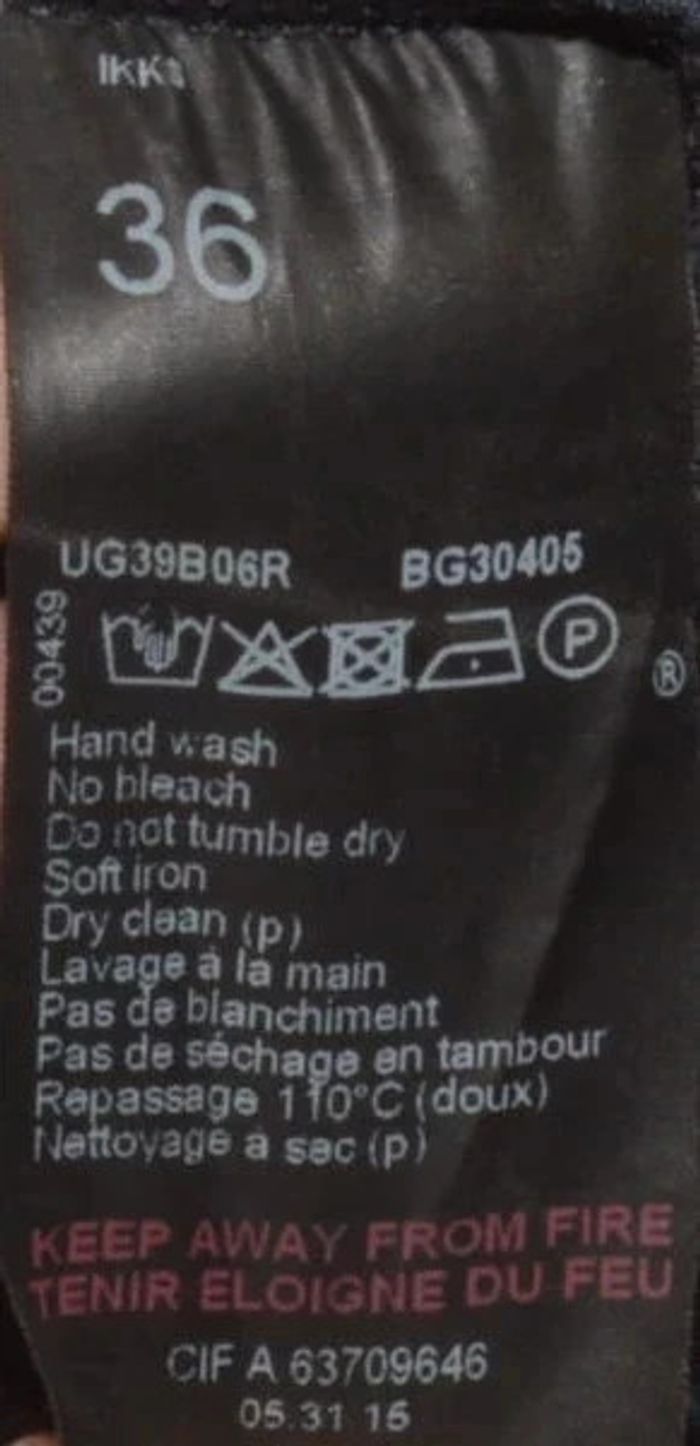 IKKS
36
UG39B06R BG30405
00439
P
®
Hand wash
No bleach
Do not tumble dry
Soft iron
Dry clean (p)
Lavage à la main
Pas de blanchiment
Pas de séchage en tambour
Repassage 110°C (doux)
Nettoyage a sec (p)
KEEP AWAY FROM FIRE
TENIR ELOIGNE DU FEU
CIF A 63709646
05.31 15